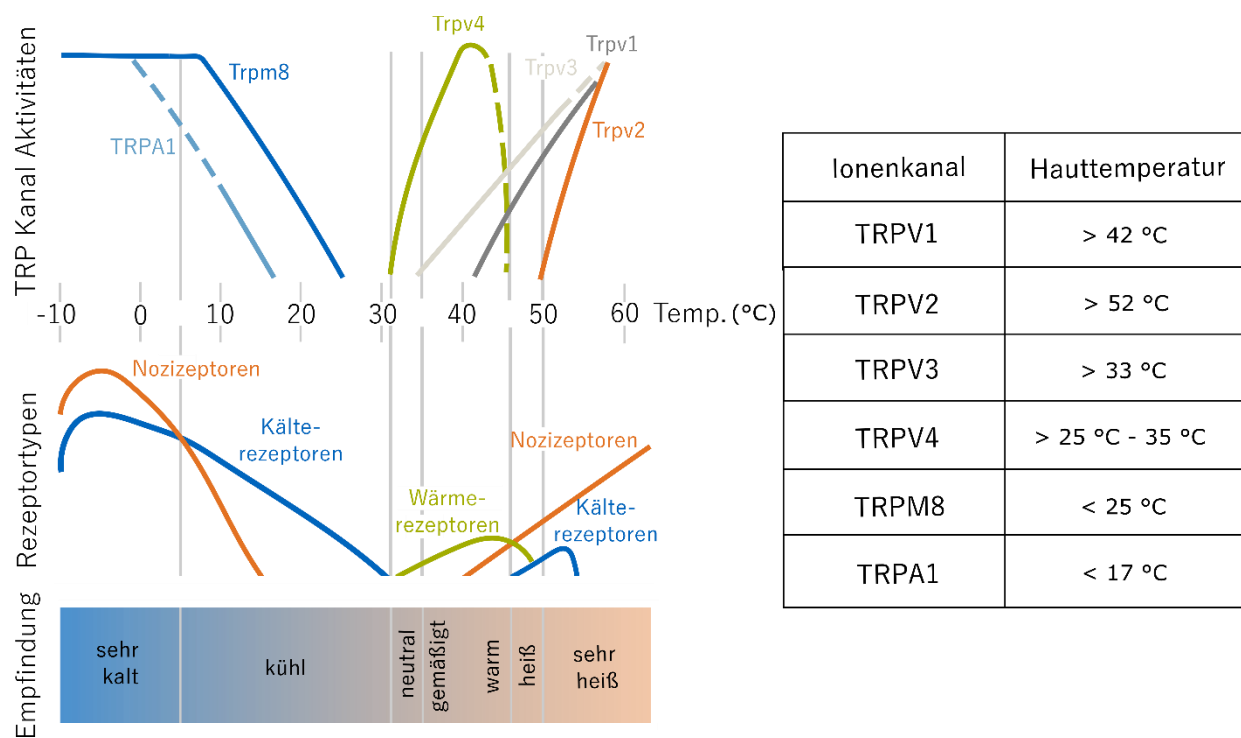 TRP Kanal Aktivitäten
Trpv4
Trpv1
Trpm8
Trpv3
Trpv2
TRPA1
-10 0 10 20 30 40 50 60 Temp. (°C)
Rezeptortypen
Nozizeptoren
Kälte-
rezeptoren
Nozizeptoren
Wärme-
rezeptoren
Kälte-
rezeptoren
Empfindung
sehr
kalt
kühl
neutral
gemäßigt
warm
heiß
sehr
heiß
Ionenkanal Hauttemperatur
TRPV1 > 42 °C
TRPV2 > 52 °C
TRPV3 > 33 °C
TRPV4 > 25 °C - 35 °C
TRPM8 < 25 °C
TRPA1 < 17 °C